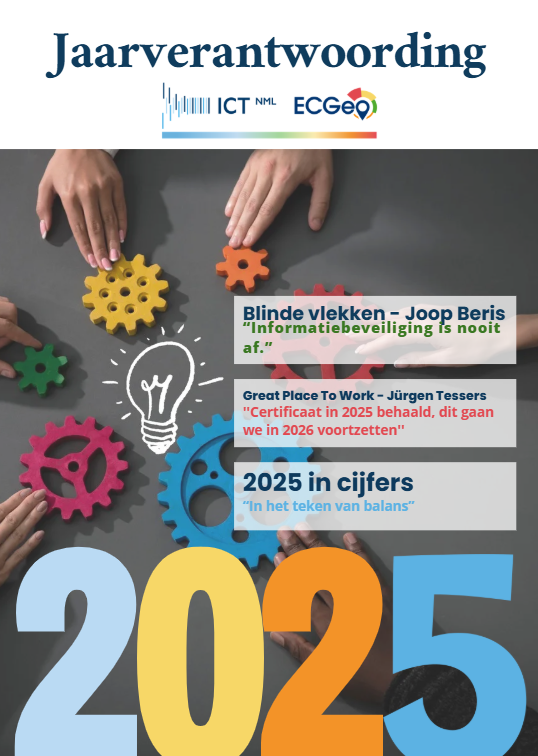 Jaarverantwoording
ICT NML ECGeo
Blinde vlekken - Joop Beris
“Informatiebeveiliging is nooit
af.”
Great Place To Work - Jürgen Tessers
"Certificaat in 2025 behaald, dit gaan
we in 2026 voortzetten"
2025 in cijfers
“In het teken van balans”
2025